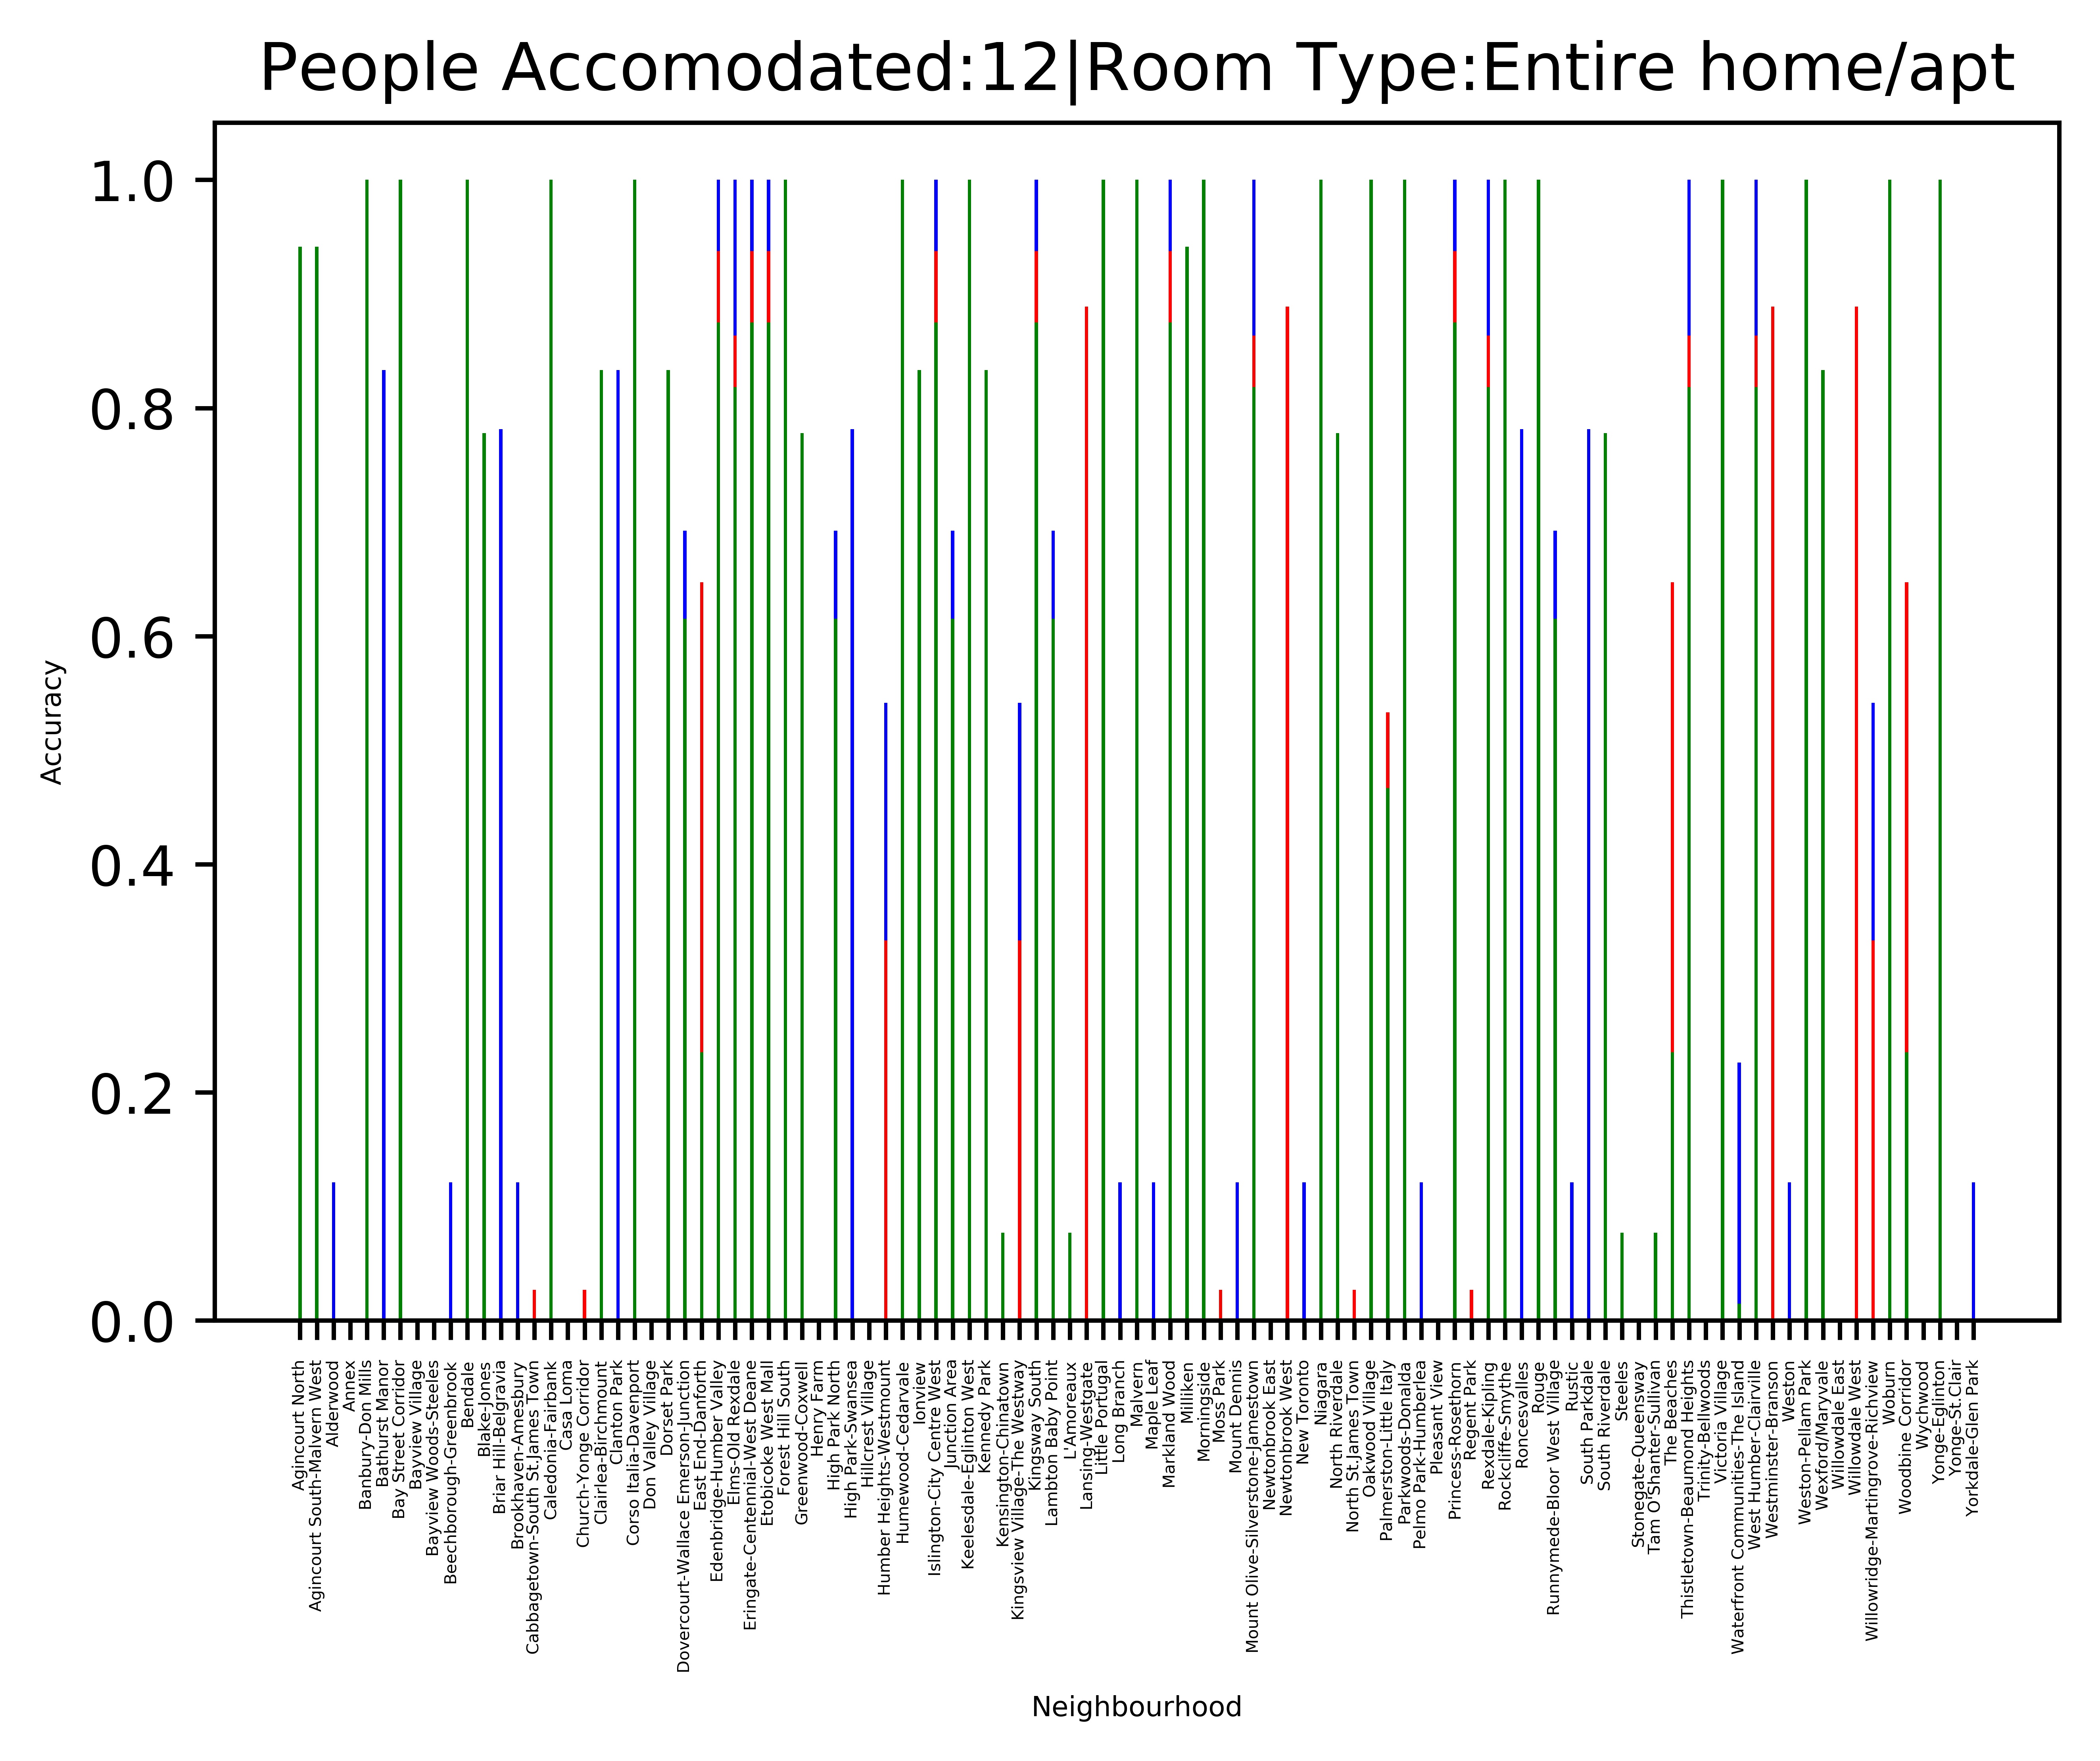 People Accomodated:12|Room Type:Entire home/apt
1.0
0.8
0.6
0.4
0.2
0.0
Accuracy
Agincourt North
Agincourt South-Malvern West
Alderwood
Annex
Banbury-Don Mills
Bathurst Manor
Bay Street Corridor
Bayview Village
Bayview Woods-Steeles
Beechborough-Greenbrook
Bendale
Blake-Jones
Briar Hill-Belgravia
Brookhaven-Amesbury
Cabbagetown-South St.James Town
Caledonia-Fairbank
Casa Loma
Church-Yonge Corridor
Clairlea-Birchmount
Clanton Park
Corso Italia-Davenport
Don Valley Village
Dorset Park
Dovercourt-Wallace Emerson-Junction
East End-Danforth
Edenbridge-Humber Valley
Elms-Old Rexdale
Eringate-Centennial-West Deane
Etobicoke West Mall
Forest Hill South
Greenwood-Coxwell
Henry Farm
High Park North
High Park-Swansea
Hillcrest Village
Humber Heights-Westmount
Humewood-Cedarvale
Ionview
Islington-City Centre West
Junction Area
Keelesdale-Eglinton West
Kennedy Park
Kensington-Chinatown
Kingsview Village-The Westway
Kingsway South
Lambton Baby Point
L'Amoreaux
Lansing-Westgate
Little Portugal
Long Branch
Malvern
Maple Leaf
Markland Wood
Milliken
Morningside
Moss Park
Mount Dennis
Mount Olive-Silverstone-Jamestown
Newtonbrook East
Newtonbrook West
New Toronto
Niagara
North Riverdale
North St.James Town
Oakwood Village
Palmerston-Little Italy
Parkwoods-Donalda
Pelmo Park-Humberlea
Pleasant View
Princess-Rosethorn
Regent Park
Rexdale-Kipling
Rockcliffe-Smythe
Roncesvalles
Rouge
Runnymede-Bloor West Village
Rustic
South Parkdale
South Riverdale
Steeles
Stonegate-Queensway
Tam O'Shanter-Sullivan
The Beaches
Thistletown-Beaumond Heights
Trinity-Bellwoods
Victoria Village
Waterfront Communities-The Island
West Humber-Clairville
Westminster-Branson
Weston
Weston-Pellam Park
Wexford/Maryvale
Willowdale East
Willowdale West
Willowridge-Martingrove-Richview
Woburn
Woodbine Corridor
Wychwood
Yonge-Eglinton
Yonge-St.Clair
Yorkdale-Glen Park
Neighbourhood